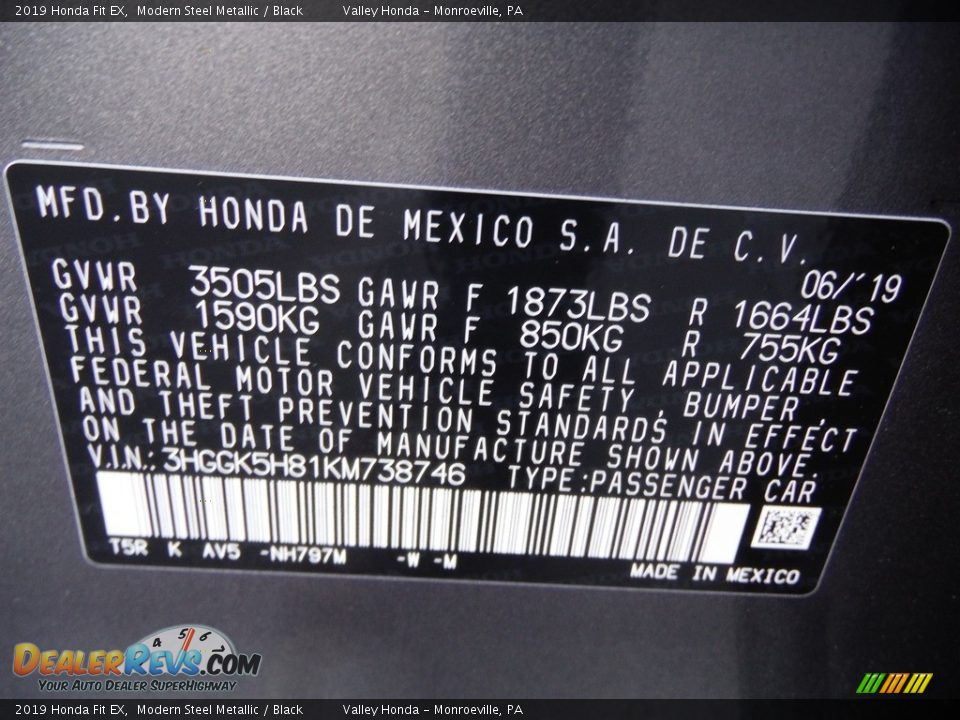 2019 Honda Fit EX, Modern Steel Metallic / Black Valley Honda - Monroeville, PA
MFD. BY HONDA DE MEXICO S.A. DE C.V.
06/'19
GVWR 3505LBS GAWR F 1873LBS R 1664LBS
GVWR 1590KG GAWR F 850KG R 755KG
THIS VEHICLE CONFORMS TO ALL APPLICABLE
FEDERAL MOTOR VEHICLE SAFETY, BUMPER,
AND THEFT PREVENTION STANDARDS IN EFFECT
ON THE DATE OF MANUFACTURE SHOWN ABOVE.
V.I.N.: 3HGGK5H81KM738746 TYPE:PASSENGER CAR
T5R K AV5 -NH797M -W -M
MADE IN MEXICO
4 5 6
DEALERREVS.COM
YOUR AUTO DEALER SUPERHIGHWAY
2019 Honda Fit EX, Modern Steel Metallic / Black Valley Honda - Monroeville, PA